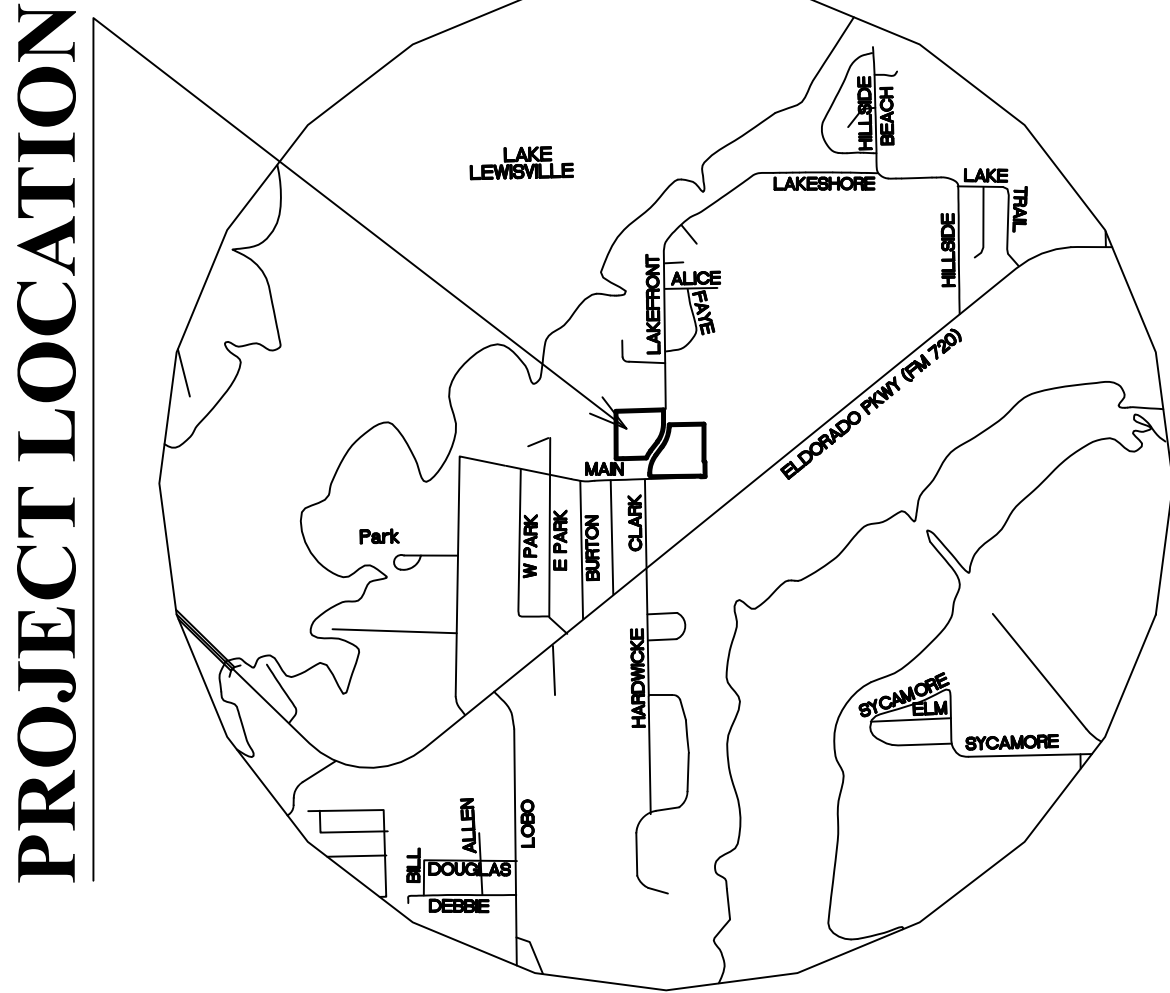 PROJECT LOCATION
LAKE
LEWISVILLE
HILLSIDE
BEACH
LAKESHORE
LAKE
TRAIL
HILLSIDE
LAKEFRONT
ALICE
FAYE
ELDORADO PKWY (FM 720)
MAIN
Park
W PARK
E PARK
BURTON
CLARK
HARDWICKE
SYCAMORE
ELM
SYCAMORE
LOBO
ALLEN
BILL
DOUGLAS
DEBBIE